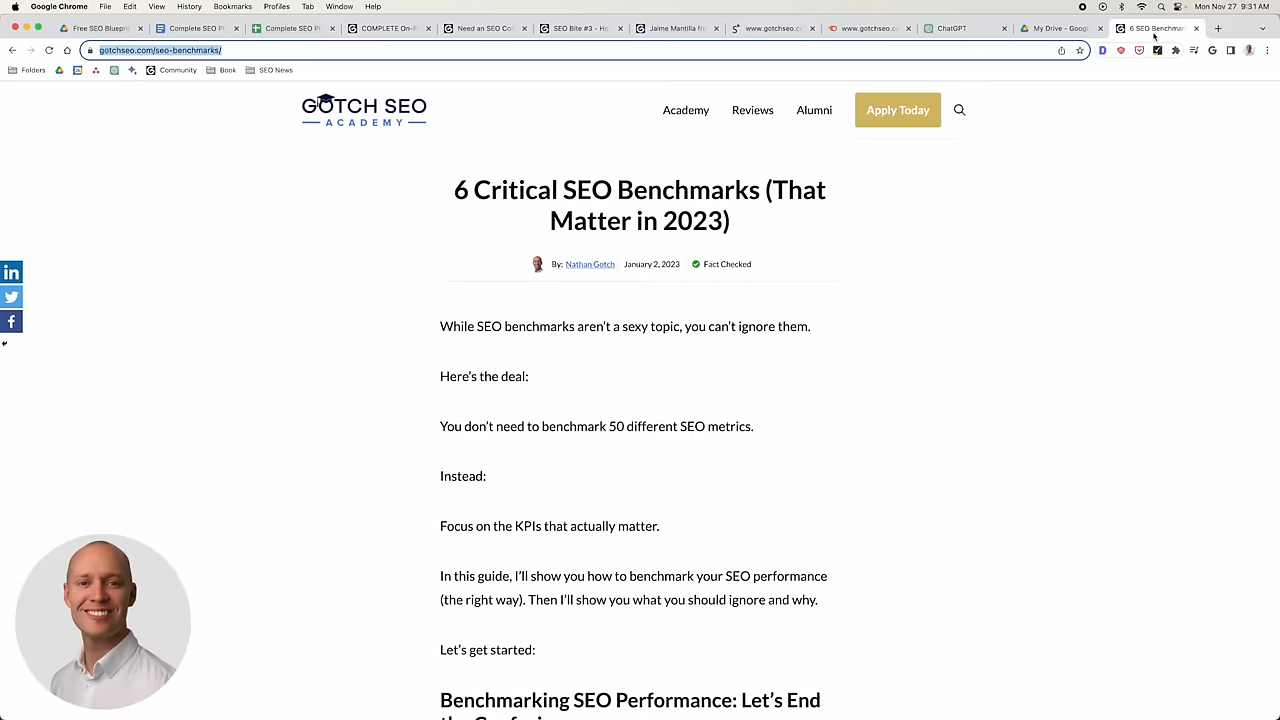 Google Chrome File Edit View History Bookmarks Profiles Tab Window Help Mon Nov 27 9:31 AM
Free SEO Blueprin Complete SEO Pl Complete SEO Pl COMPLETE On-P Need an SEO Con SEO Bite #3 - Ho Jaime Mantilla fro www.gotchseo.c www.gotchseo.c ChatGPT My Drive - Googl 6 SEO Benchmar
gotchseo.com/seo-benchmarks/
Folders Community Book SEO News
GOTCH SEO
ACADEMY
Academy Reviews Alumni Apply Today
6 Critical SEO Benchmarks (That
Matter in 2023)
By: Nathan Gotch January 2, 2023 Fact Checked
While SEO benchmarks aren't a sexy topic, you can't ignore them.
Here's the deal:
You don't need to benchmark 50 different SEO metrics.
Instead:
Focus on the KPIs that actually matter.
In this guide, I'll show you how to benchmark your SEO performance
(the right way). Then I'll show you what you should ignore and why.
Let's get started:
Benchmarking SEO Performance: Let's End